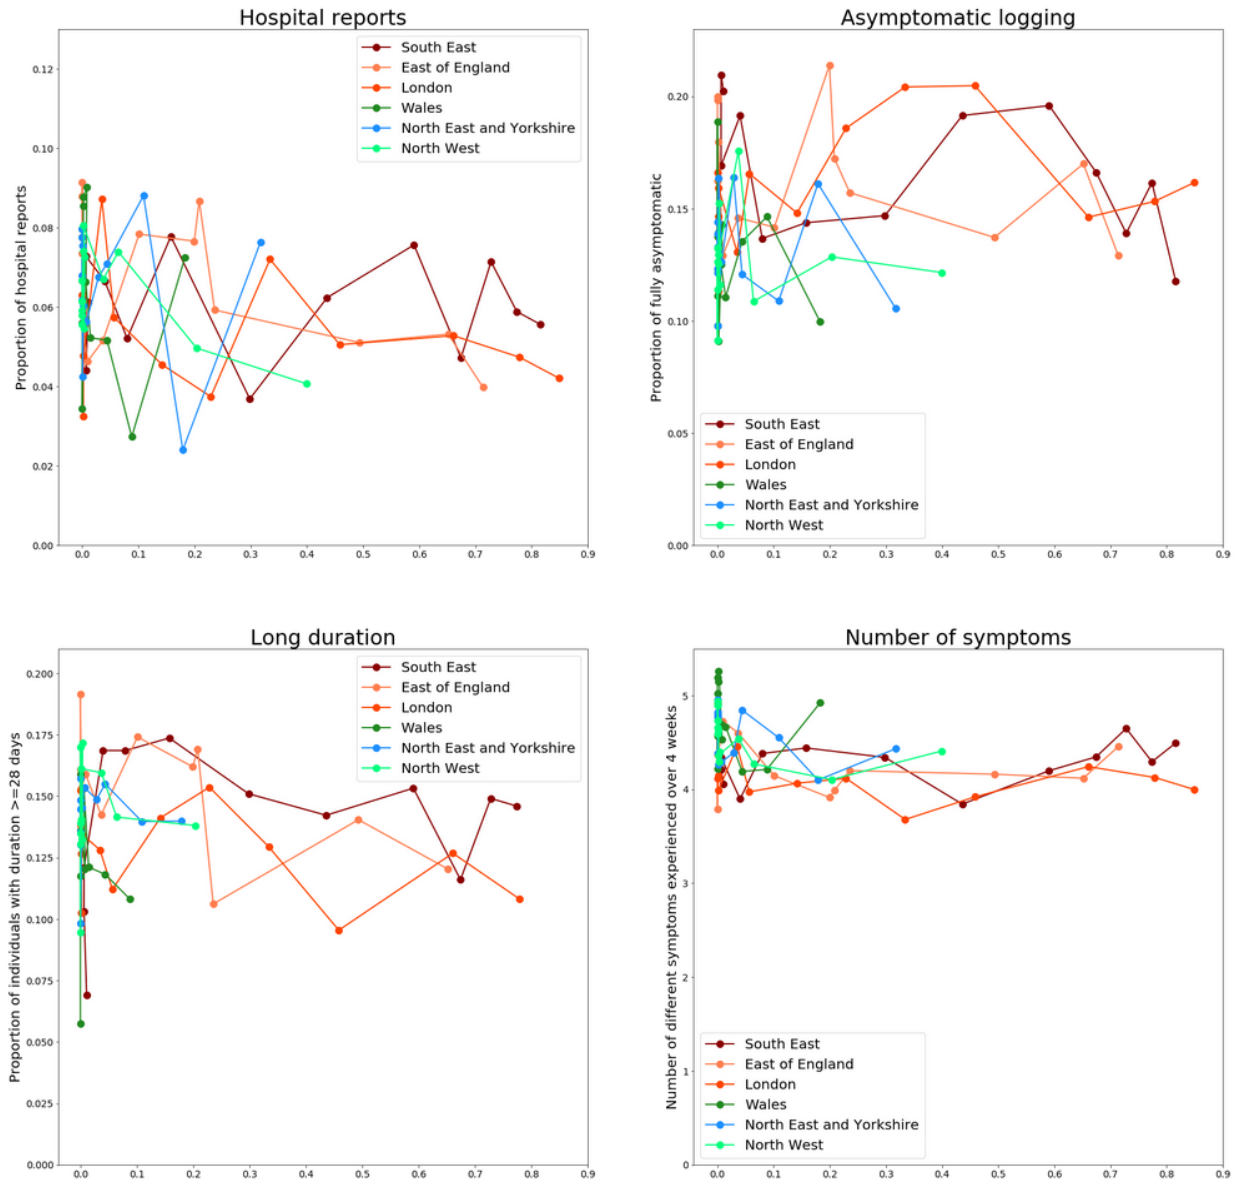 Hospital reports
Proportion of hospital reports
0.12
0.10
0.08
0.06
0.04
0.02
0.00
South East
East of England
London
Wales
North East and Yorkshire
North West
0.0 0.1 0.2 0.3 0.4 0.5 0.6 0.7 0.8 0.9
Asymptomatic logging
Proportion of fully asymptomatic
0.20
0.15
0.10
0.05
0.00
South East
East of England
London
Wales
North East and Yorkshire
North West
0.0 0.1 0.2 0.3 0.4 0.5 0.6 0.7 0.8 0.9
Long duration
Proportion of individuals with duration >=28 days
0.200
0.175
0.150
0.125
0.100
0.075
0.050
0.025
0.000
South East
East of England
London
Wales
North East and Yorkshire
North West
0.0 0.1 0.2 0.3 0.4 0.5 0.6 0.7 0.8 0.9
Number of symptoms
Number of different symptoms experienced over 4 weeks
5
4
3
2
1
0
South East
East of England
London
Wales
North East and Yorkshire
North West
0.0 0.1 0.2 0.3 0.4 0.5 0.6 0.7 0.8 0.9